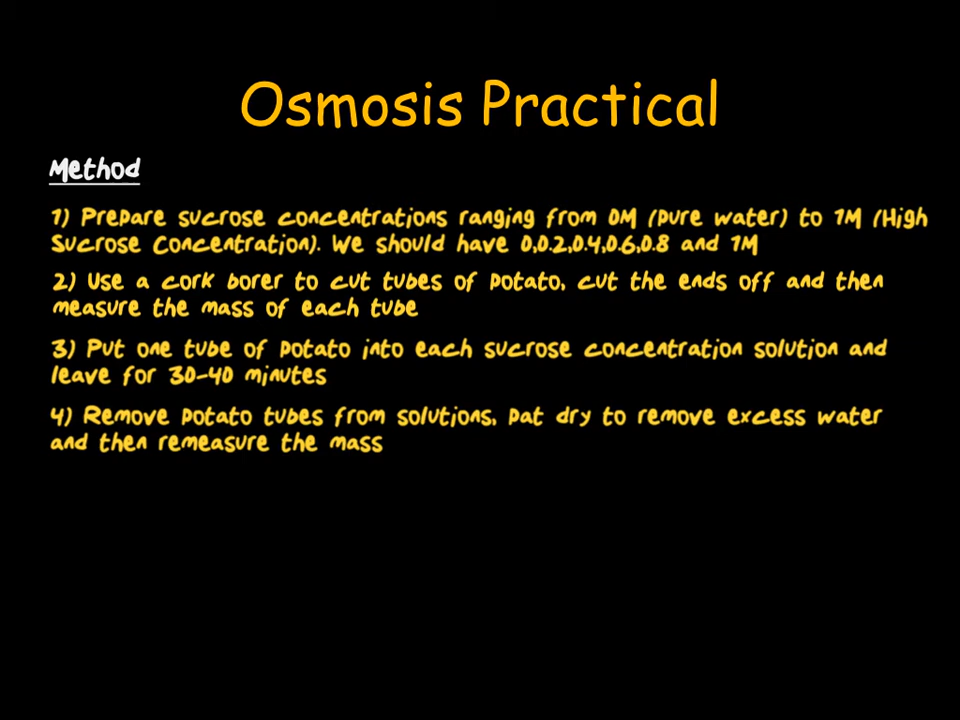 Osmosis Practical
Method
1) Prepare sucrose concentrations ranging from 0M (pure water) to 1M (High
Sucrose Concentration). We should have 0,0.2,0.4,0.6,0.8 and 1M
2) Use a cork borer to cut tubes of potato, cut the ends off and then
measure the mass of each tube
3) Put one tube of potato into each sucrose concentration solution and
leave for 30-40 minutes
4) Remove potato tubes from solutions, pat dry to remove excess water
and then remeasure the mass